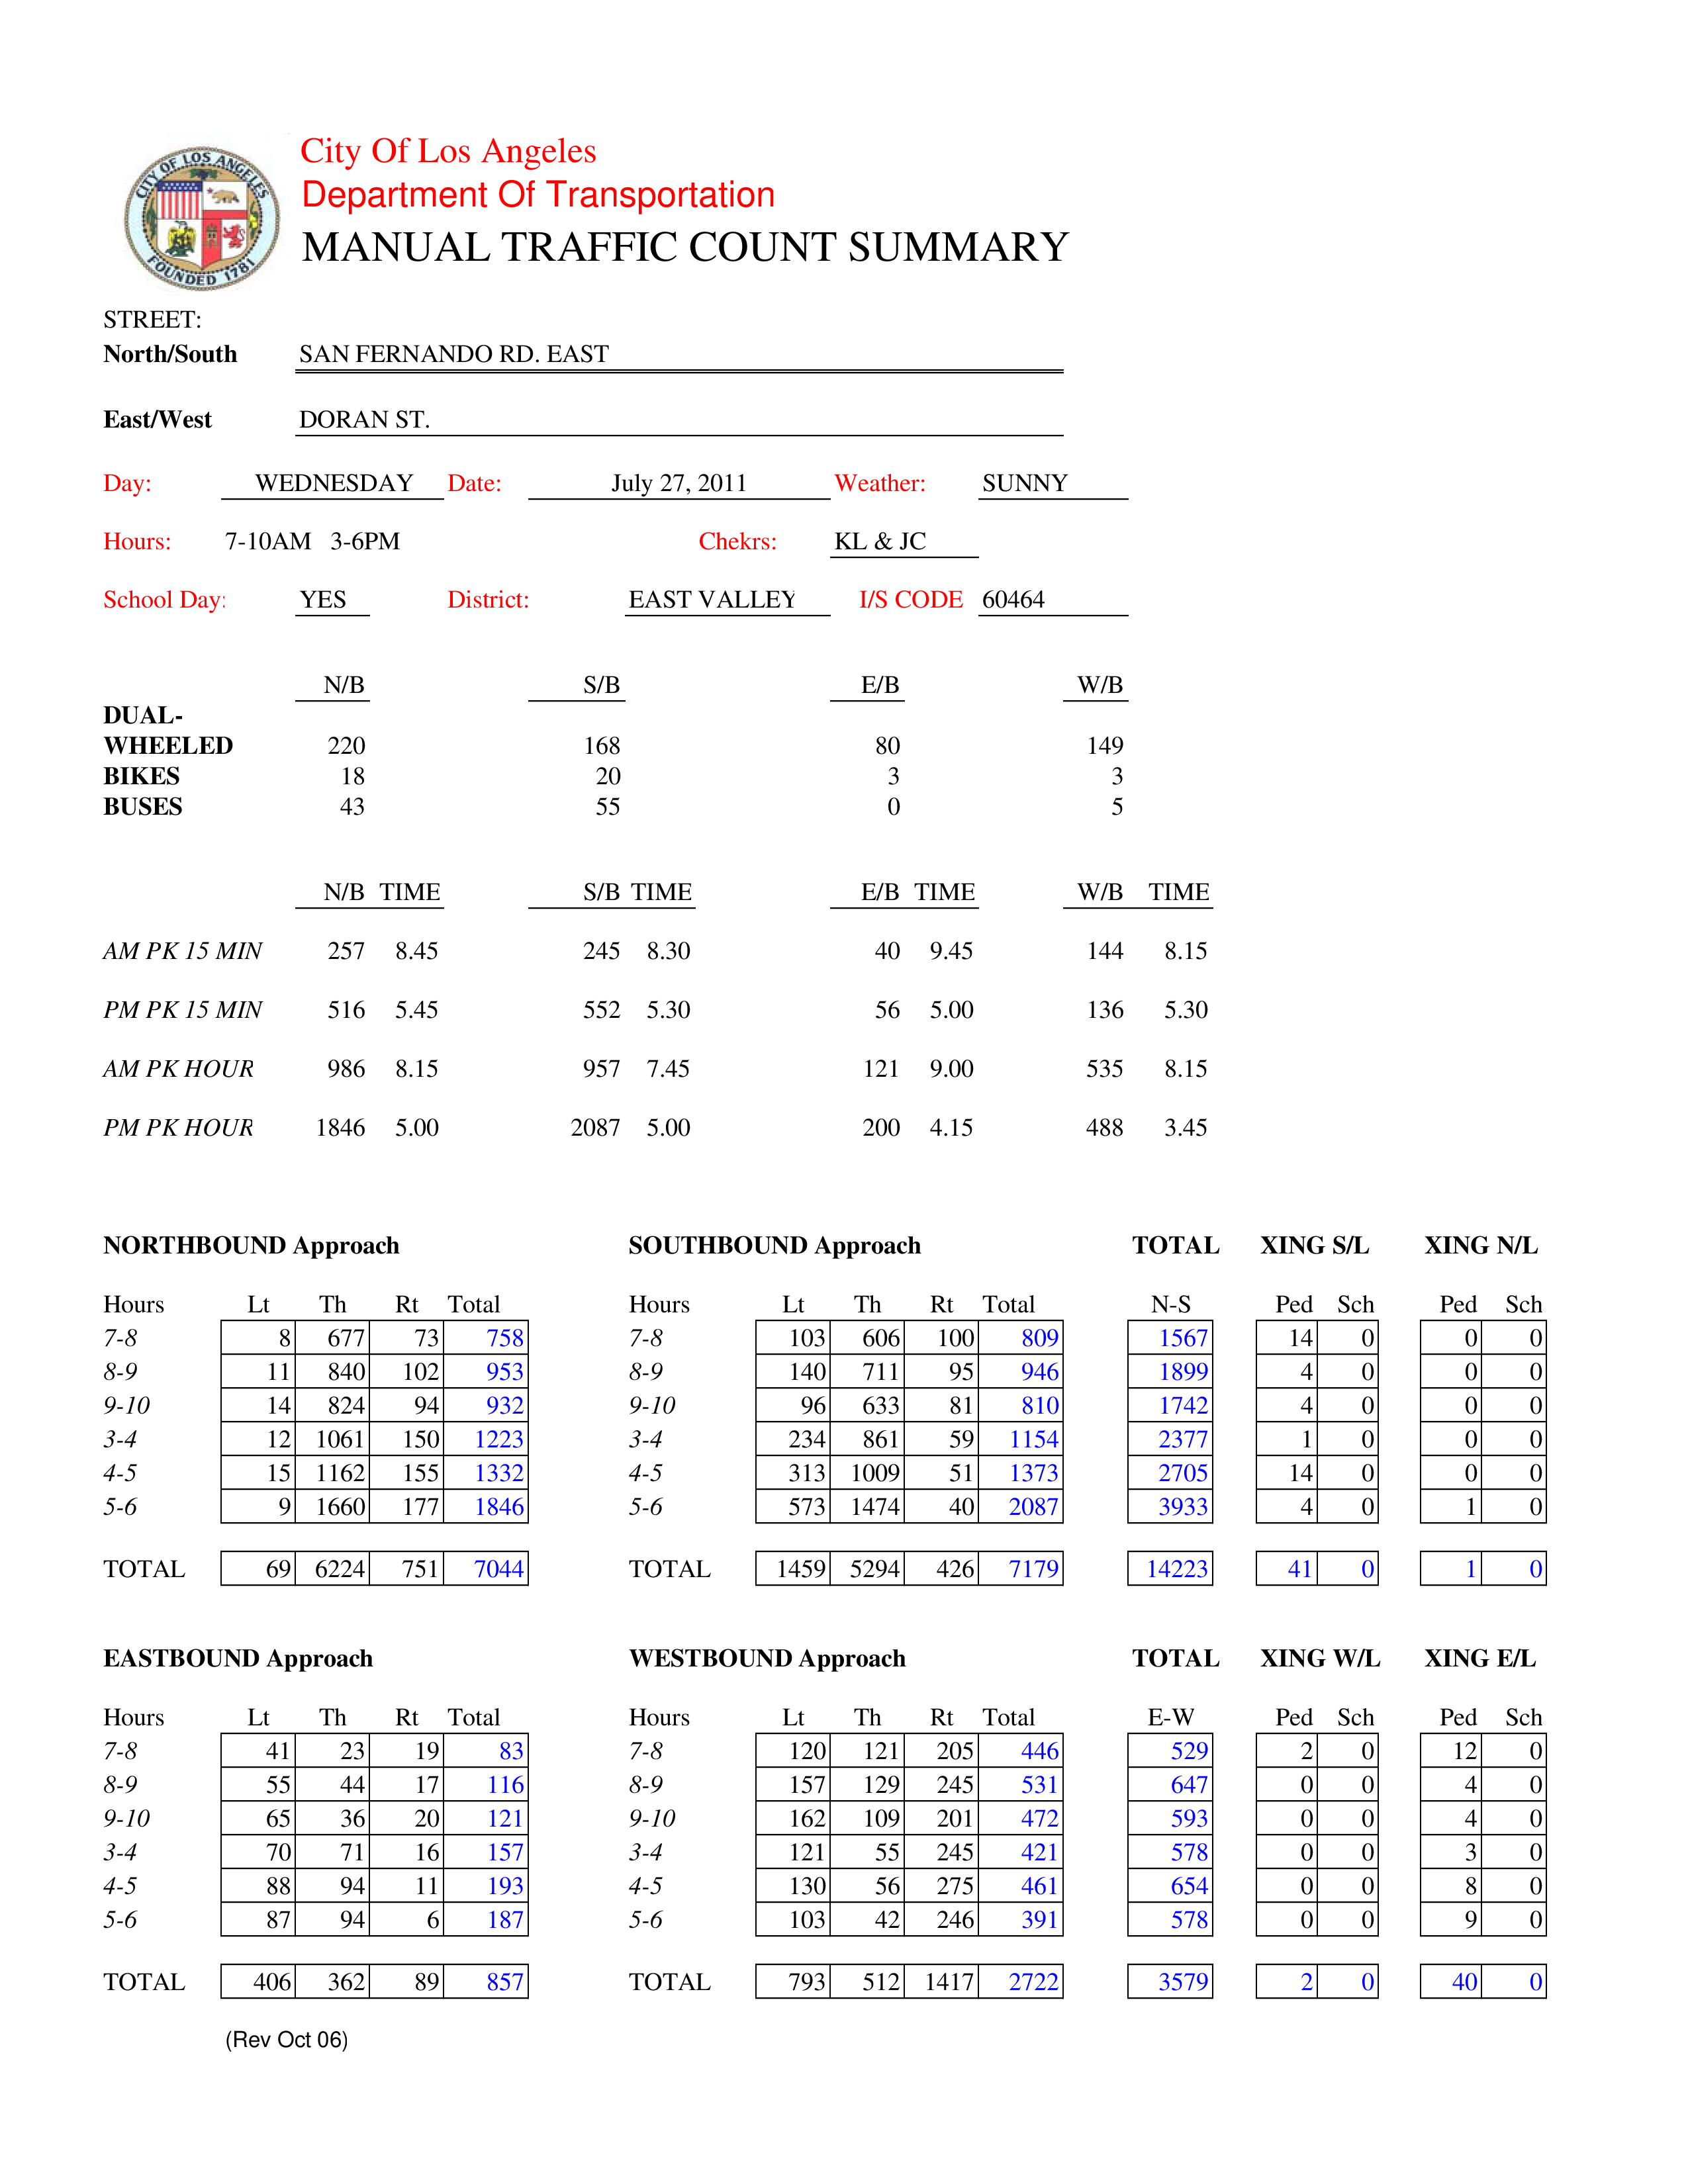 CITY OF LOS ANGELES
FOUNDED 1781
City Of Los Angeles
Department Of Transportation
MANUAL TRAFFIC COUNT SUMMARY
STREET:
North/South SAN FERNANDO RD. EAST
East/West DORAN ST.
Day: WEDNESDAY Date: July 27, 2011 Weather: SUNNY
Hours: 7-10AM 3-6PM Chekrs: KL & JC
School Day: YES District: EAST VALLEY I/S CODE 60464
N/B S/B E/B W/B
DUAL-
WHEELED 220 168 80 149
BIKES 18 20 3 3
BUSES 43 55 0 5
N/B TIME S/B TIME E/B TIME W/B TIME
AM PK 15 MIN 257 8.45 245 8.30 40 9.45 144 8.15
PM PK 15 MIN 516 5.45 552 5.30 56 5.00 136 5.30
AM PK HOUR 986 8.15 957 7.45 121 9.00 535 8.15
PM PK HOUR 1846 5.00 2087 5.00 200 4.15 488 3.45
NORTHBOUND Approach SOUTHBOUND Approach TOTAL XING S/L XING N/L
Hours Lt Th Rt Total Hours Lt Th Rt Total N-S Ped Sch Ped Sch
7-8 8 677 73 758 7-8 103 606 100 809 1567 14 0 0 0
8-9 11 840 102 953 8-9 140 711 95 946 1899 4 0 0 0
9-10 14 824 94 932 9-10 96 633 81 810 1742 4 0 0 0
3-4 12 1061 150 1223 3-4 234 861 59 1154 2377 1 0 0 0
4-5 15 1162 155 1332 4-5 313 1009 51 1373 2705 14 0 0 0
5-6 9 1660 177 1846 5-6 573 1474 40 2087 3933 4 0 1 0
TOTAL 69 6224 751 7044 TOTAL 1459 5294 426 7179 14223 41 0 1 0
EASTBOUND Approach WESTBOUND Approach TOTAL XING W/L XING E/L
Hours Lt Th Rt Total Hours Lt Th Rt Total E-W Ped Sch Ped Sch
7-8 41 23 19 83 7-8 120 121 205 446 529 2 0 12 0
8-9 55 44 17 116 8-9 157 129 245 531 647 0 0 4 0
9-10 65 36 20 121 9-10 162 109 201 472 593 0 0 4 0
3-4 70 71 16 157 3-4 121 55 245 421 578 0 0 3 0
4-5 88 94 11 193 4-5 130 56 275 461 654 0 0 8 0
5-6 87 94 6 187 5-6 103 42 246 391 578 0 0 9 0
TOTAL 406 362 89 857 TOTAL 793 512 1417 2722 3579 2 0 40 0
(Rev Oct 06)